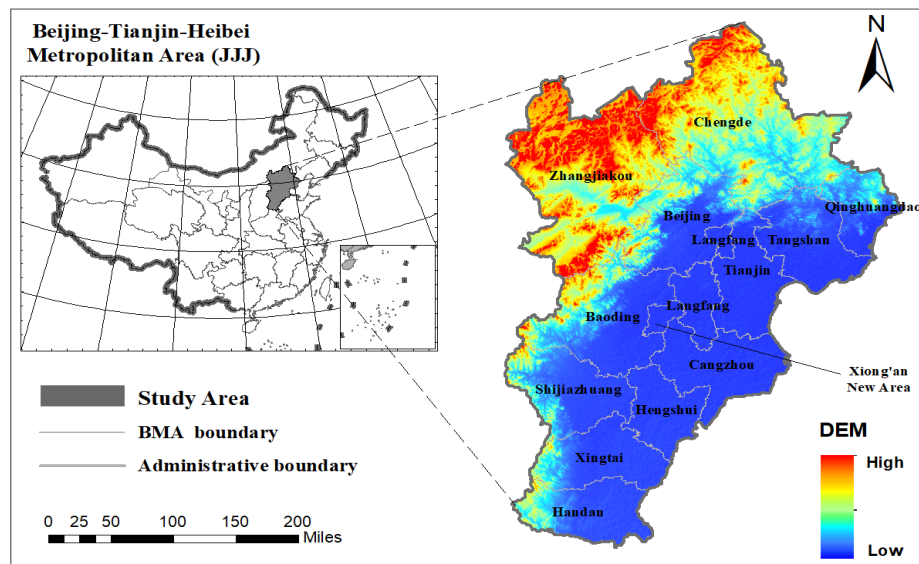 Beijing-Tianjin-Heibei
Metropolitan Area (JJJ)
N
Chengde
Zhangjiakou
Qinghuangdao
Beijing
Langfang
Tangshan
Tianjin
Langfang
Baoding
Cangzhou
Xiong'an
New Area
Shijiazhuang
Hengshui
Xingtai
Handan
Study Area
BMA boundary
Administrative boundary
0 25 50 100 150 200
Miles
DEM
High
Low